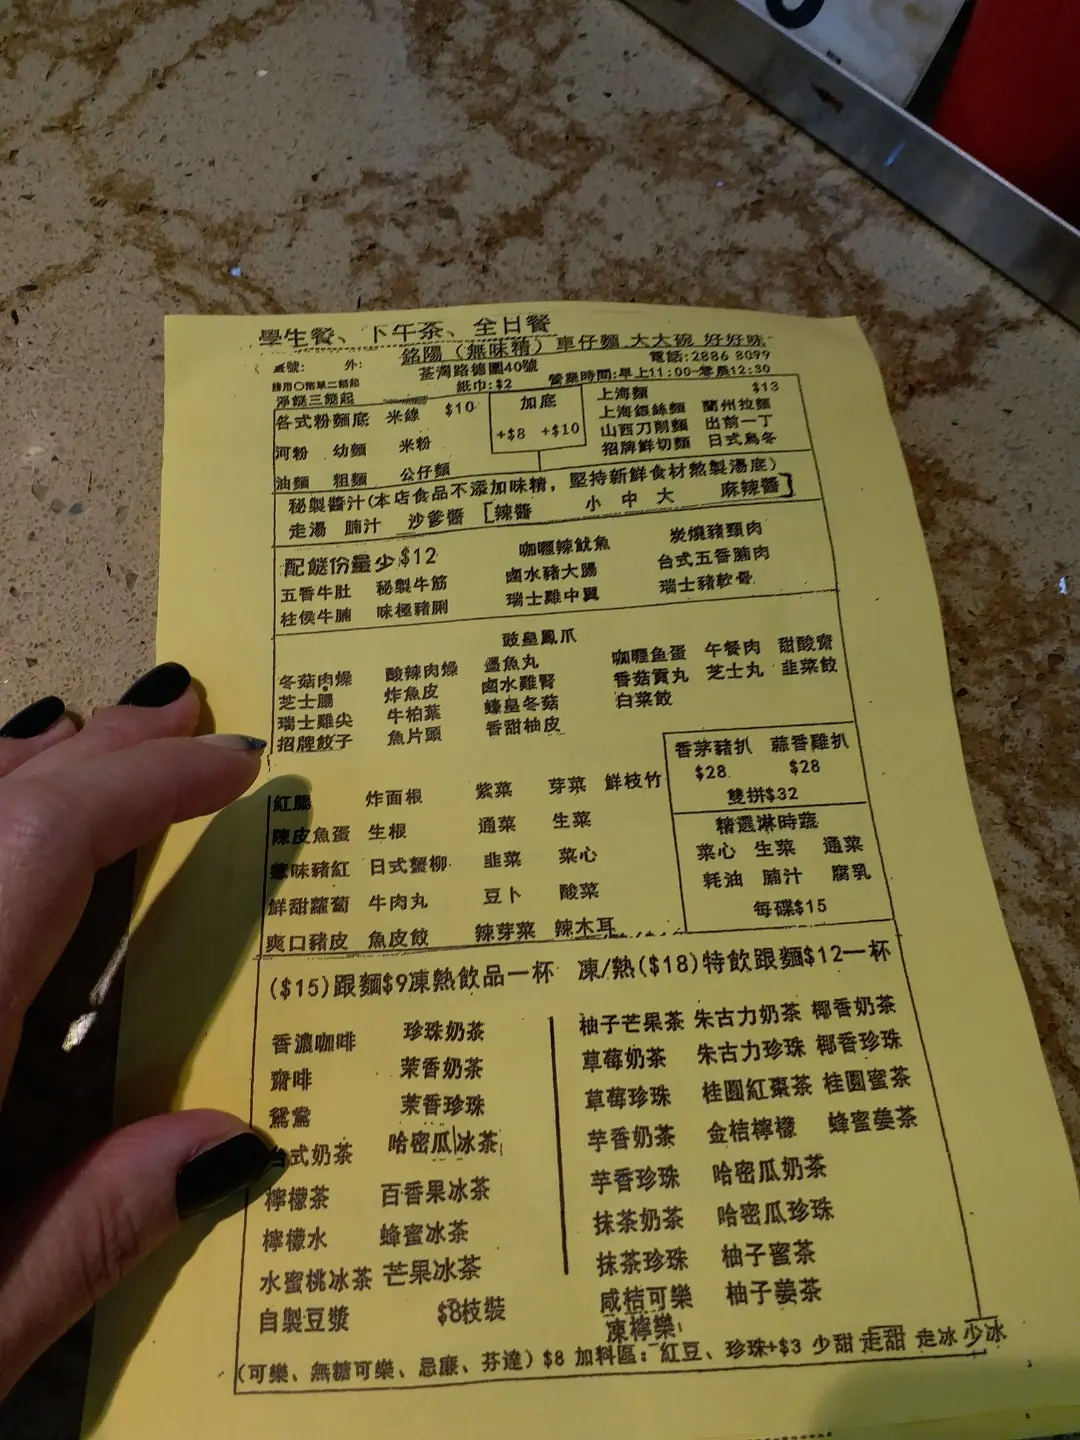 學生餐、下午茶、全日餐
銘陽（無味精）車仔麵 大大碗 好好味
號: 外: 荃灣路德圍40號 電話:2886 8099
紙巾:$2 營業時間:早上11:00-零晨12:30
淨餸三餸起
各式粉麵底 米線 $10 加底 上海麵 $13
上海銀絲麵 蘭州拉麵
河粉 幼麵 米粉 +$8 +$10 山西刀削麵 出前一丁
招牌鮮切麵 日式烏冬
油麵 粗麵 公仔麵
秘製醬汁(本店食品不添加味精，堅持新鮮食材熬製湯底)
走湯 腩汁 沙爹醬 [辣醬 小 中 大 麻辣醬]
配餸份量少$12 咖喱辣魷魚 炭燒豬頸肉
五香牛肚 秘製牛筋 鹵水豬大腸 台式五香腩肉
柱侯牛腩 味極豬脷 瑞士雞中翼 瑞士豬軟骨
豉皇鳳爪
冬菇肉燥 酸辣肉燥 墨魚丸 咖喱鱼蛋 午餐肉 甜酸齋
芝士腸 炸魚皮 鹵水雞腎 香菇貢丸 芝士丸 韭菜餃
瑞士雞尖 牛柏葉 蠔皇冬菇 白菜餃
招牌餃子 魚片頭 香甜柚皮
香茅豬扒 蒜香雞扒
$28 $28
雙拼$32
紅腸 炸面根 紫菜 芽菜 鮮枝竹
精選淋時蔬
陳皮魚蛋 生根 通菜 生菜
菜心 生菜 通菜
惹味豬紅 日式蟹柳 韭菜 菜心
蚝油 腩汁 腐乳
鮮甜蘿蔔 牛肉丸 豆卜 酸菜
每碟$15
爽口豬皮 魚皮餃 辣芽菜 辣木耳
($15)跟麵$9凍熱飲品一杯 凍/熱($18)特飲跟麵$12一杯
香濃咖啡 珍珠奶茶 柚子芒果茶 朱古力奶茶 椰香奶茶
齋啡 茉香奶茶 草莓奶茶 朱古力珍珠 椰香珍珠
鴛鴦 茉香珍珠 草莓珍珠 桂圓紅棗茶 桂圓蜜茶
台式奶茶 哈密瓜冰茶 芋香奶茶 金桔檸檬 蜂蜜姜茶
檸檬茶 百香果冰茶 芋香珍珠 哈密瓜奶茶
檸檬水 蜂蜜冰茶 抹茶奶茶 哈密瓜珍珠
水蜜桃冰茶 芒果冰茶 抹茶珍珠 柚子蜜茶
自製豆漿 $8枝裝 咸桔可樂 柚子姜茶
凍檸樂
(可樂、無糖可樂、忌廉、芬達) $8 加料區: 紅豆、珍珠+$3 少甜 走甜 走冰 少冰